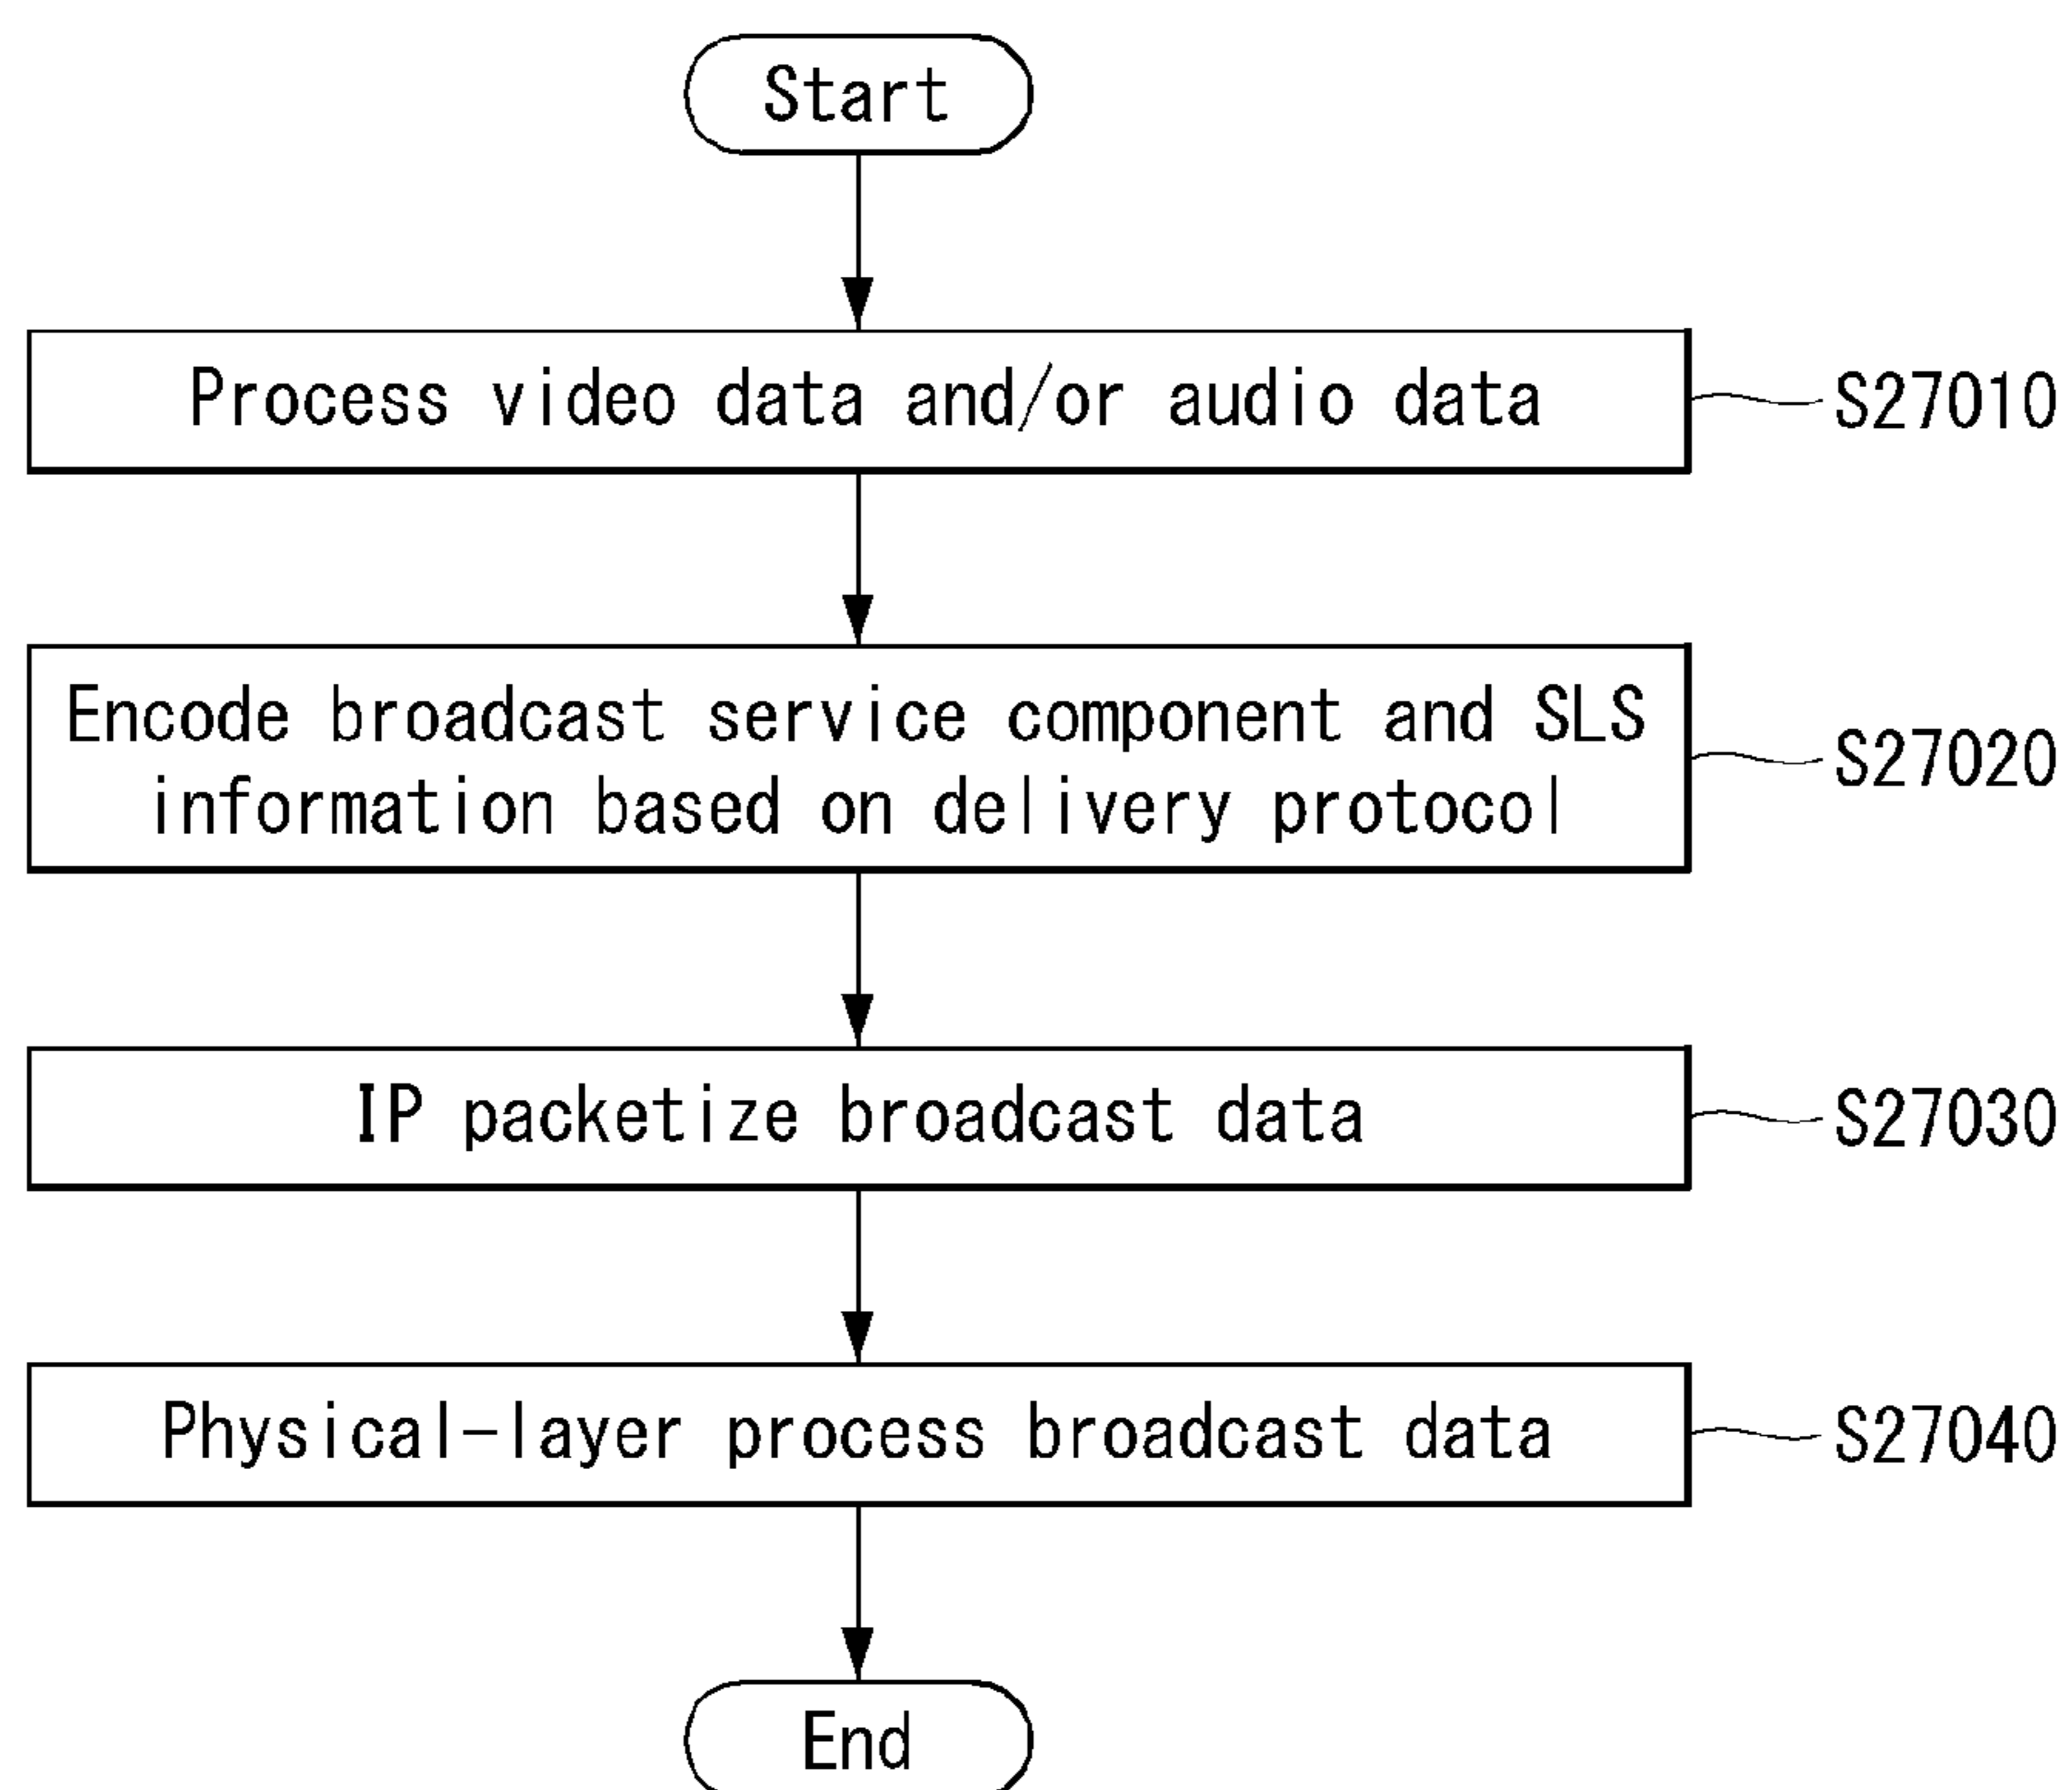 Start
Process video data and/or audio data
S27010
Encode broadcast service component and SLS
information based on delivery protocol
S27020
IP packetize broadcast data
S27030
Physical-layer process broadcast data
S27040
End